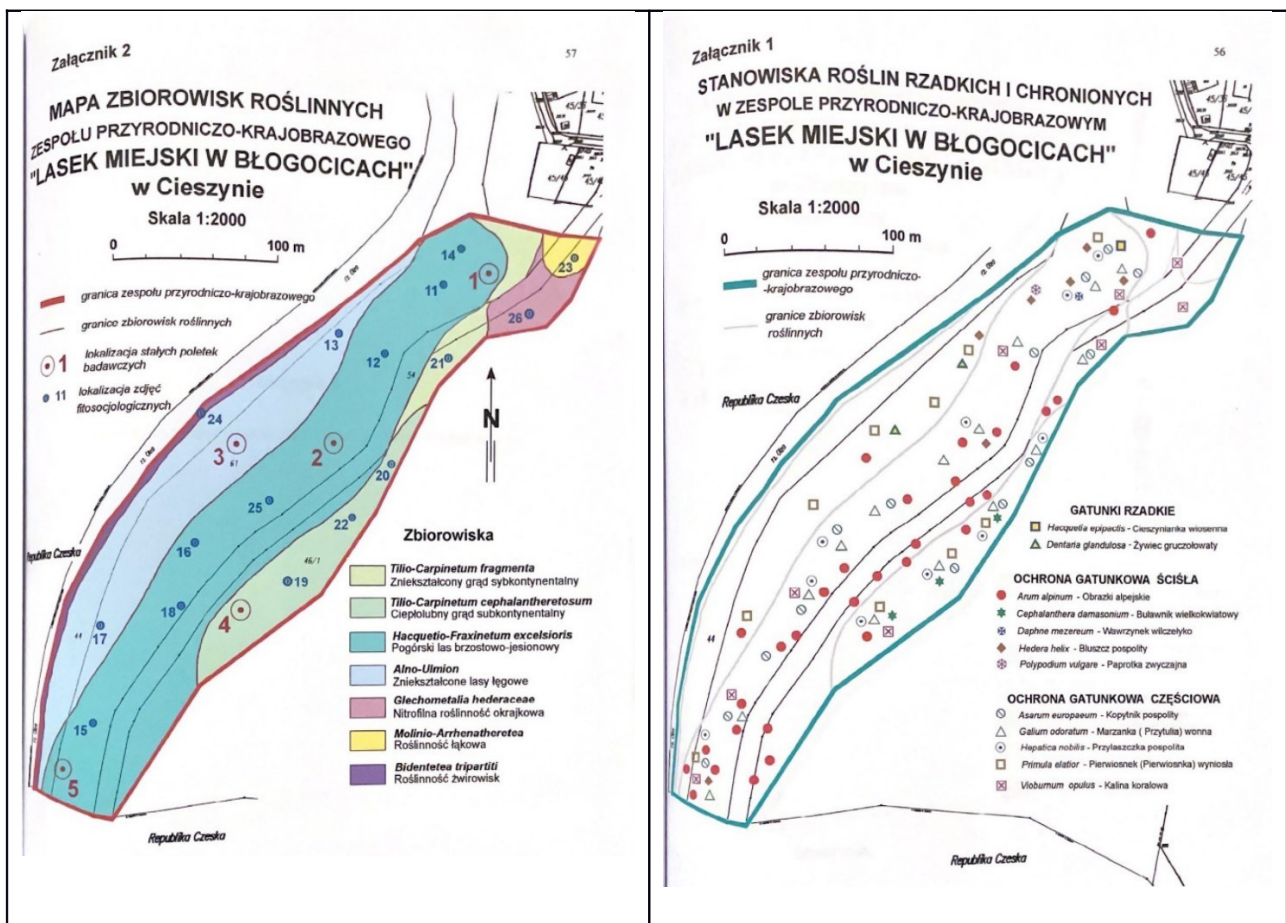 Załącznik 2
57
MAPA ZBIOROWISK ROŚLINNYCH
ZESPOŁU PRZYRODNICZO-KRAJOBRAZOWEGO
"LASEK MIEJSKI W BŁOGOCICACH"
w Cieszynie
Skala 1:2000
0 100 m
granica zespołu przyrodniczo-krajobrazowego
granice zbiorowisk roślinnych
1 lokalizacja stałych poletek
badawczych
11 lokalizacja zdjęć
fitosocjologicznych
14
1
23
11
26
13
12
21
54
24
3
61
2
N
20
25
22
16
46/1
19
18
4
17
44
15
5
rz. Olza
Republika Czeska
Republika Czeska
Zbiorowiska
Tilio-Carpinetum fragmenta
Zniekształcony grąd sybkontynentalny
Tilio-Carpinetum cephalantheretosum
Ciepłolubny grąd subkontynentalny
Hacquetio-Fraxinetum excelsioris
Pogórski las brzostowo-jesionowy
Alno-Ulmion
Zniekształcone lasy łęgowe
Glechometalia hederaceae
Nitrofilna roślinność okrajkowa
Molinio-Arrhenatheretea
Roślinność łąkowa
Bidentetea tripartiti
Roślinność żwirowisk
Załącznik 1
56
STANOWISKA ROŚLIN RZADKICH I CHRONIONYCH
W ZESPOLE PRZYRODNICZO-KRAJOBRAZOWYM
"LASEK MIEJSKI W BŁOGOCICACH"
w Cieszynie
Skala 1:2000
0 100 m
granica zespołu przyrodniczo-
-krajobrazowego
granice zbiorowisk
roślinnych
Republika Czeska
44
Republika Czeska
GATUNKI RZADKIE
Hacquetia epipactis - Cieszynianka wiosenna
Dentaria glandulosa - Żywiec gruczołowaty
OCHRONA GATUNKOWA ŚCISŁA
Arum alpinum - Obrazki alpejskie
Cephalanthera damasonium - Buławnik wielkokwiatowy
Daphne mezereum - Wawrzynek wilczełyko
Hedera helix - Bluszcz pospolity
Polypodium vulgare - Paprotka zwyczajna
OCHRONA GATUNKOWA CZĘŚCIOWA
Asarum europaeum - Kopytnik pospolity
Galium odoratum - Marzanka ( Przytulia) wonna
Hepatica nobilis - Przylaszczka pospolita
Primula elatior - Pierwiosnek (Pierwiosnka) wyniosła
Vioburnum opulus - Kalina koralowa